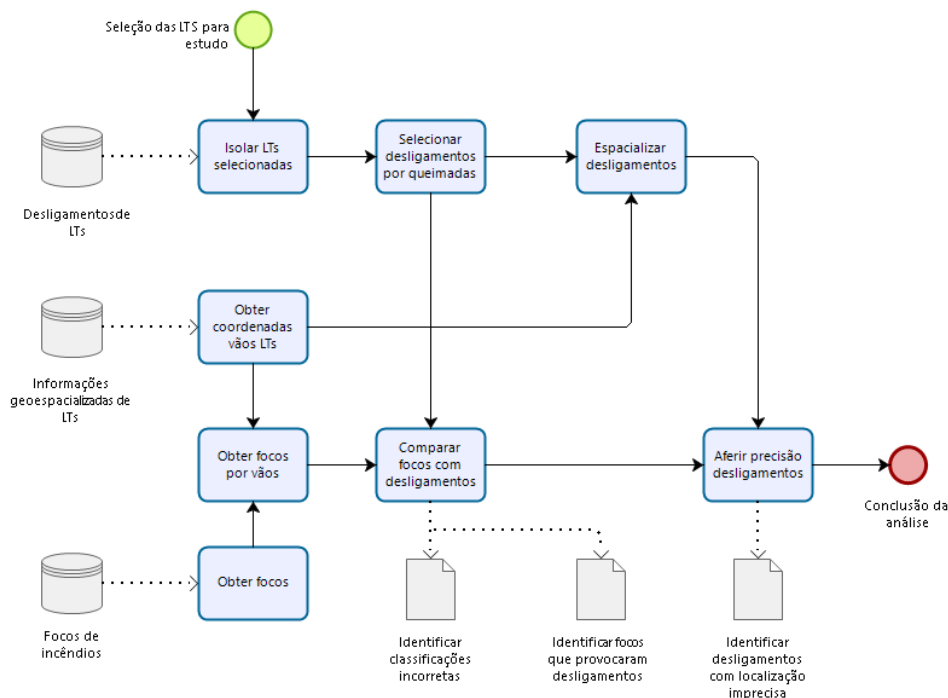 Seleção das LTS para
estudo
Isolar LTs
selecionadas
Selecionar
desligamentos
por queimadas
Espacializar
desligamentos
Desligamentos de
LTs
Obter
coordenadas
vãos LTs
Informações
geoespacializadas de
LTs
Obter focos
por vãos
Comparar
focos com
desligamentos
Aferir precisão
desligamentos
Conclusão da
análise
Obter focos
Focos de
incêndios
Identificar
classificações
incorretas
Identificar focos
que provocaram
desligamentos
Identificar
desligamentos
com localização
imprecisa